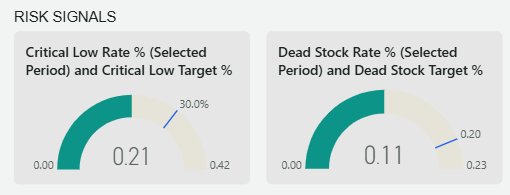 RISK SIGNALS
Critical Low Rate % (Selected
Period) and Critical Low Target %
30.0%
0.00
0.21
0.42
Dead Stock Rate % (Selected
Period) and Dead Stock Target %
0.20
0.00
0.11
0.23